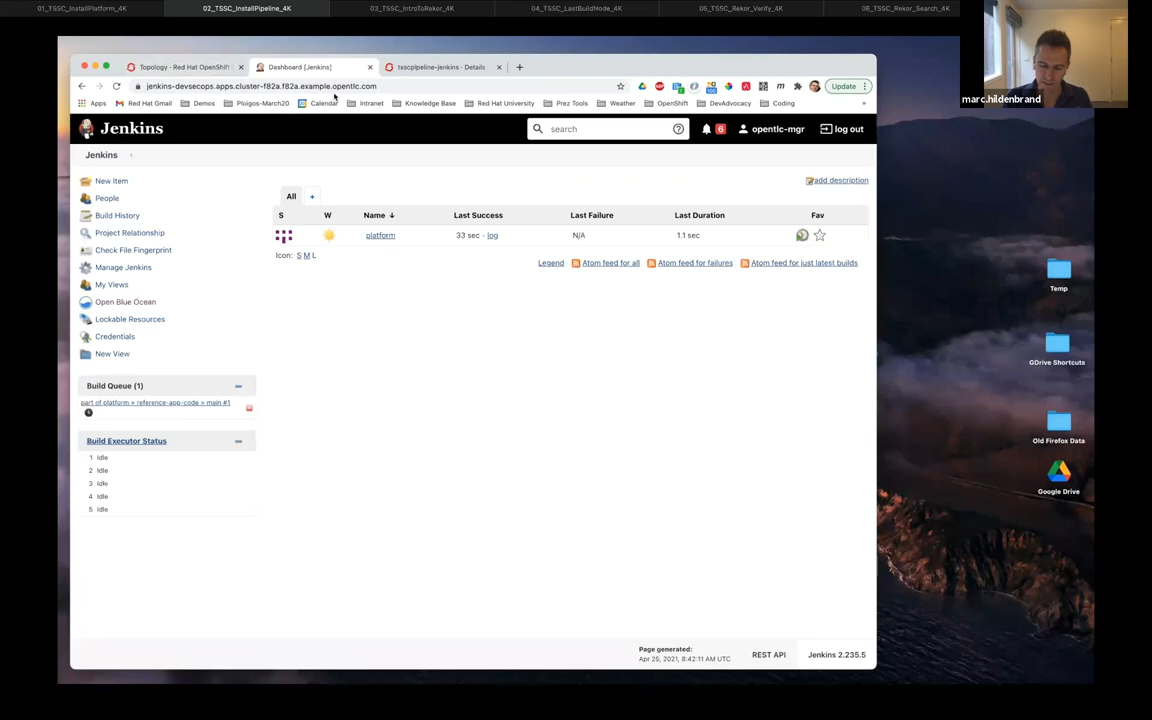 01_TSSC_InstallPlatform_4K
02_TSSC_InstallPipeline_4K
03_TSSC_IntroToRekor_4K
04_TSSC_LastBuildNode_4K
05_TSSC_Rekor_Verify_4K
06_TSSC_Rekor_Search_4K
Topology · Red Hat OpenShift
Dashboard [Jenkins]
tsscpipeline-jenkins · Details
jenkins-devsecops.apps.cluster-f82a.f82a.example.opentlc.com
Update
Apps
Red Hat Gmail
Demos
Ploigos-March20
Calendar
Intranet
Knowledge Base
Red Hat University
Prez Tools
Weather
OpenShift
DevAdvocacy
Coding
marc.hildenbrand
Jenkins
search
6
opentlc-mgr
log out
Jenkins
add description
New Item
People
Build History
Project Relationship
Check File Fingerprint
Manage Jenkins
My Views
Open Blue Ocean
Lockable Resources
Credentials
New View
All
+
S W Name ↓ Last Success Last Failure Last Duration Fav
platform 33 sec - log N/A 1.1 sec
Icon: S M L
Legend Atom feed for all Atom feed for failures Atom feed for just latest builds
Build Queue (1)
part of platform » reference-app-code » main #1
Build Executor Status
1 Idle
2 Idle
3 Idle
4 Idle
5 Idle
Temp
GDrive Shortcuts
Old Firefox Data
Google Drive
Page generated:
Apr 25, 2021, 8:42:11 AM UTC
REST API
Jenkins 2.235.5